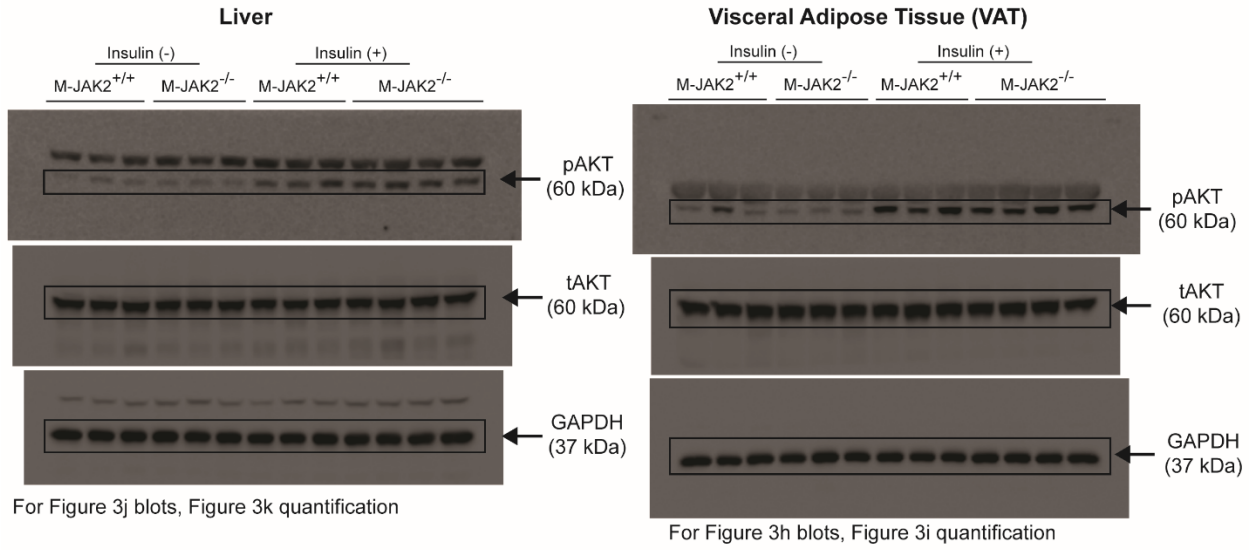 Liver
Insulin (-)
Insulin (+)
M-JAK2+/+
M-JAK2-/-
M-JAK2+/+
M-JAK2-/-
pAKT
(60 kDa)
tAKT
(60 kDa)
GAPDH
(37 kDa)
For Figure 3j blots, Figure 3k quantification
Visceral Adipose Tissue (VAT)
Insulin (-)
Insulin (+)
M-JAK2+/+
M-JAK2-/-
M-JAK2+/+
M-JAK2-/-
pAKT
(60 kDa)
tAKT
(60 kDa)
GAPDH
(37 kDa)
For Figure 3h blots, Figure 3i quantification